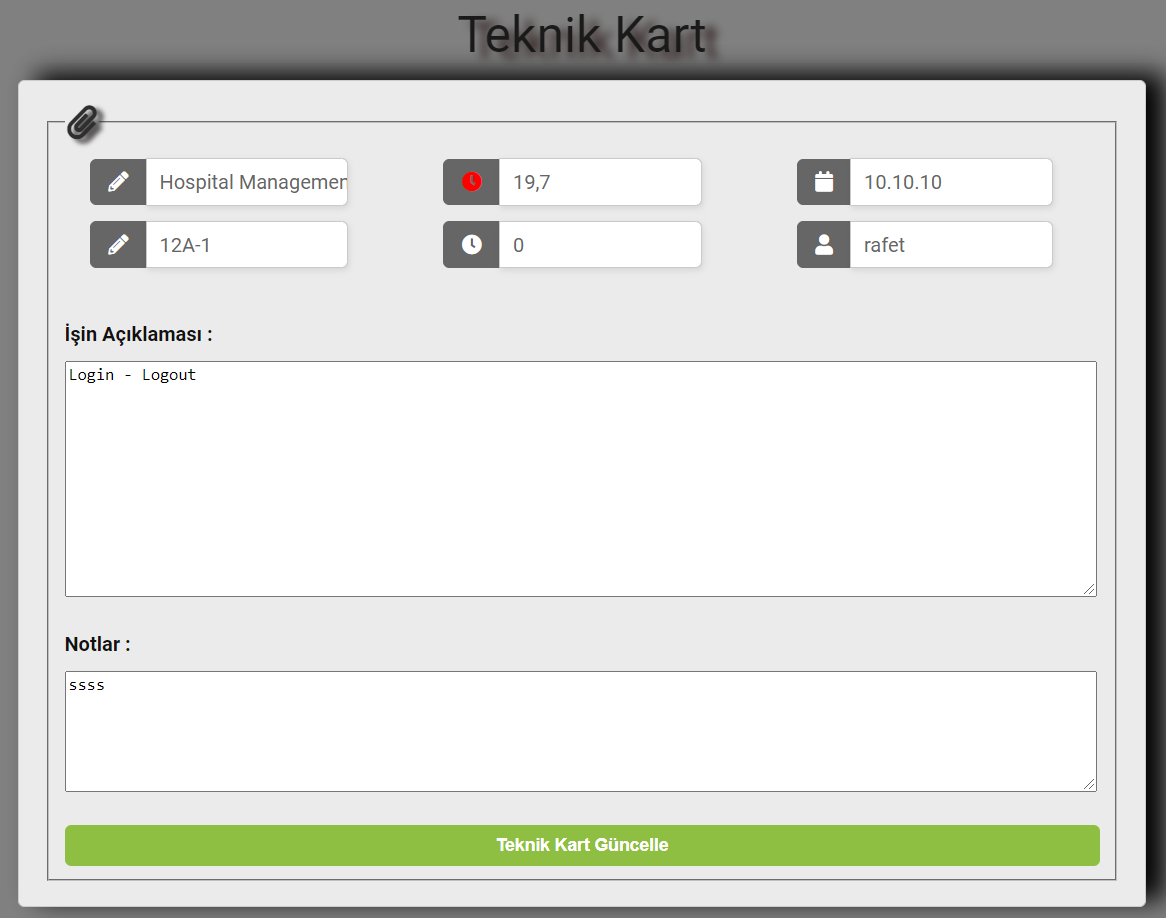 Teknik Kart
Hospital Managemen
19,7
10.10.10
12A-1
0
rafet
İşin Açıklaması :
Login - Logout
Notlar :
ssss
Teknik Kart Güncelle